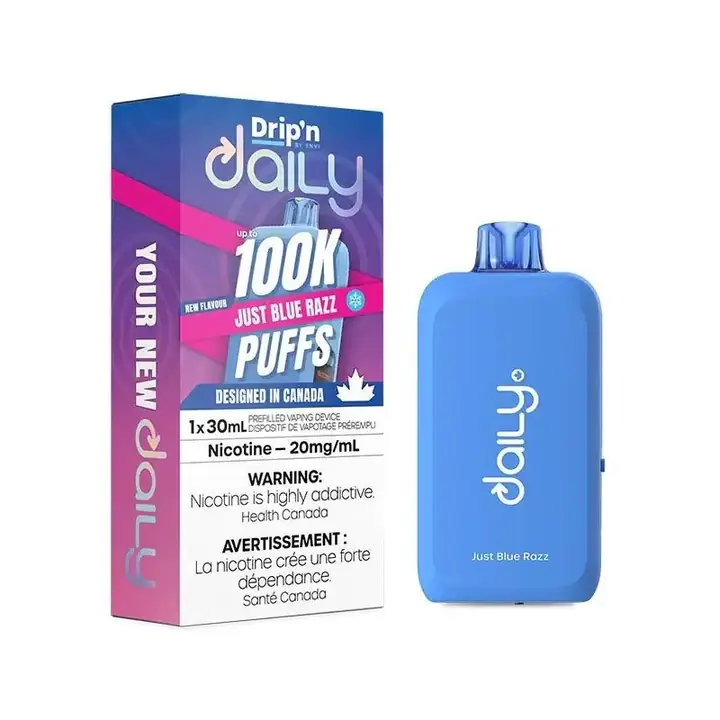 Drip'n
BY ENVI
daily
up to
100K
NEW FLAVOUR
JUST BLUE RAZZ
PUFFS
DESIGNED IN CANADA
1 x 30mL PREFILLED VAPING DEVICE
DISPOSITIF DE VAPOTAGE PRÉREMPLI
Nicotine – 20mg/mL
WARNING:
Nicotine is highly addictive.
Health Canada
AVERTISSEMENT :
La nicotine crée une forte
dépendance.
Santé Canada
YOUR NEW daily
daily
Just Blue Razz